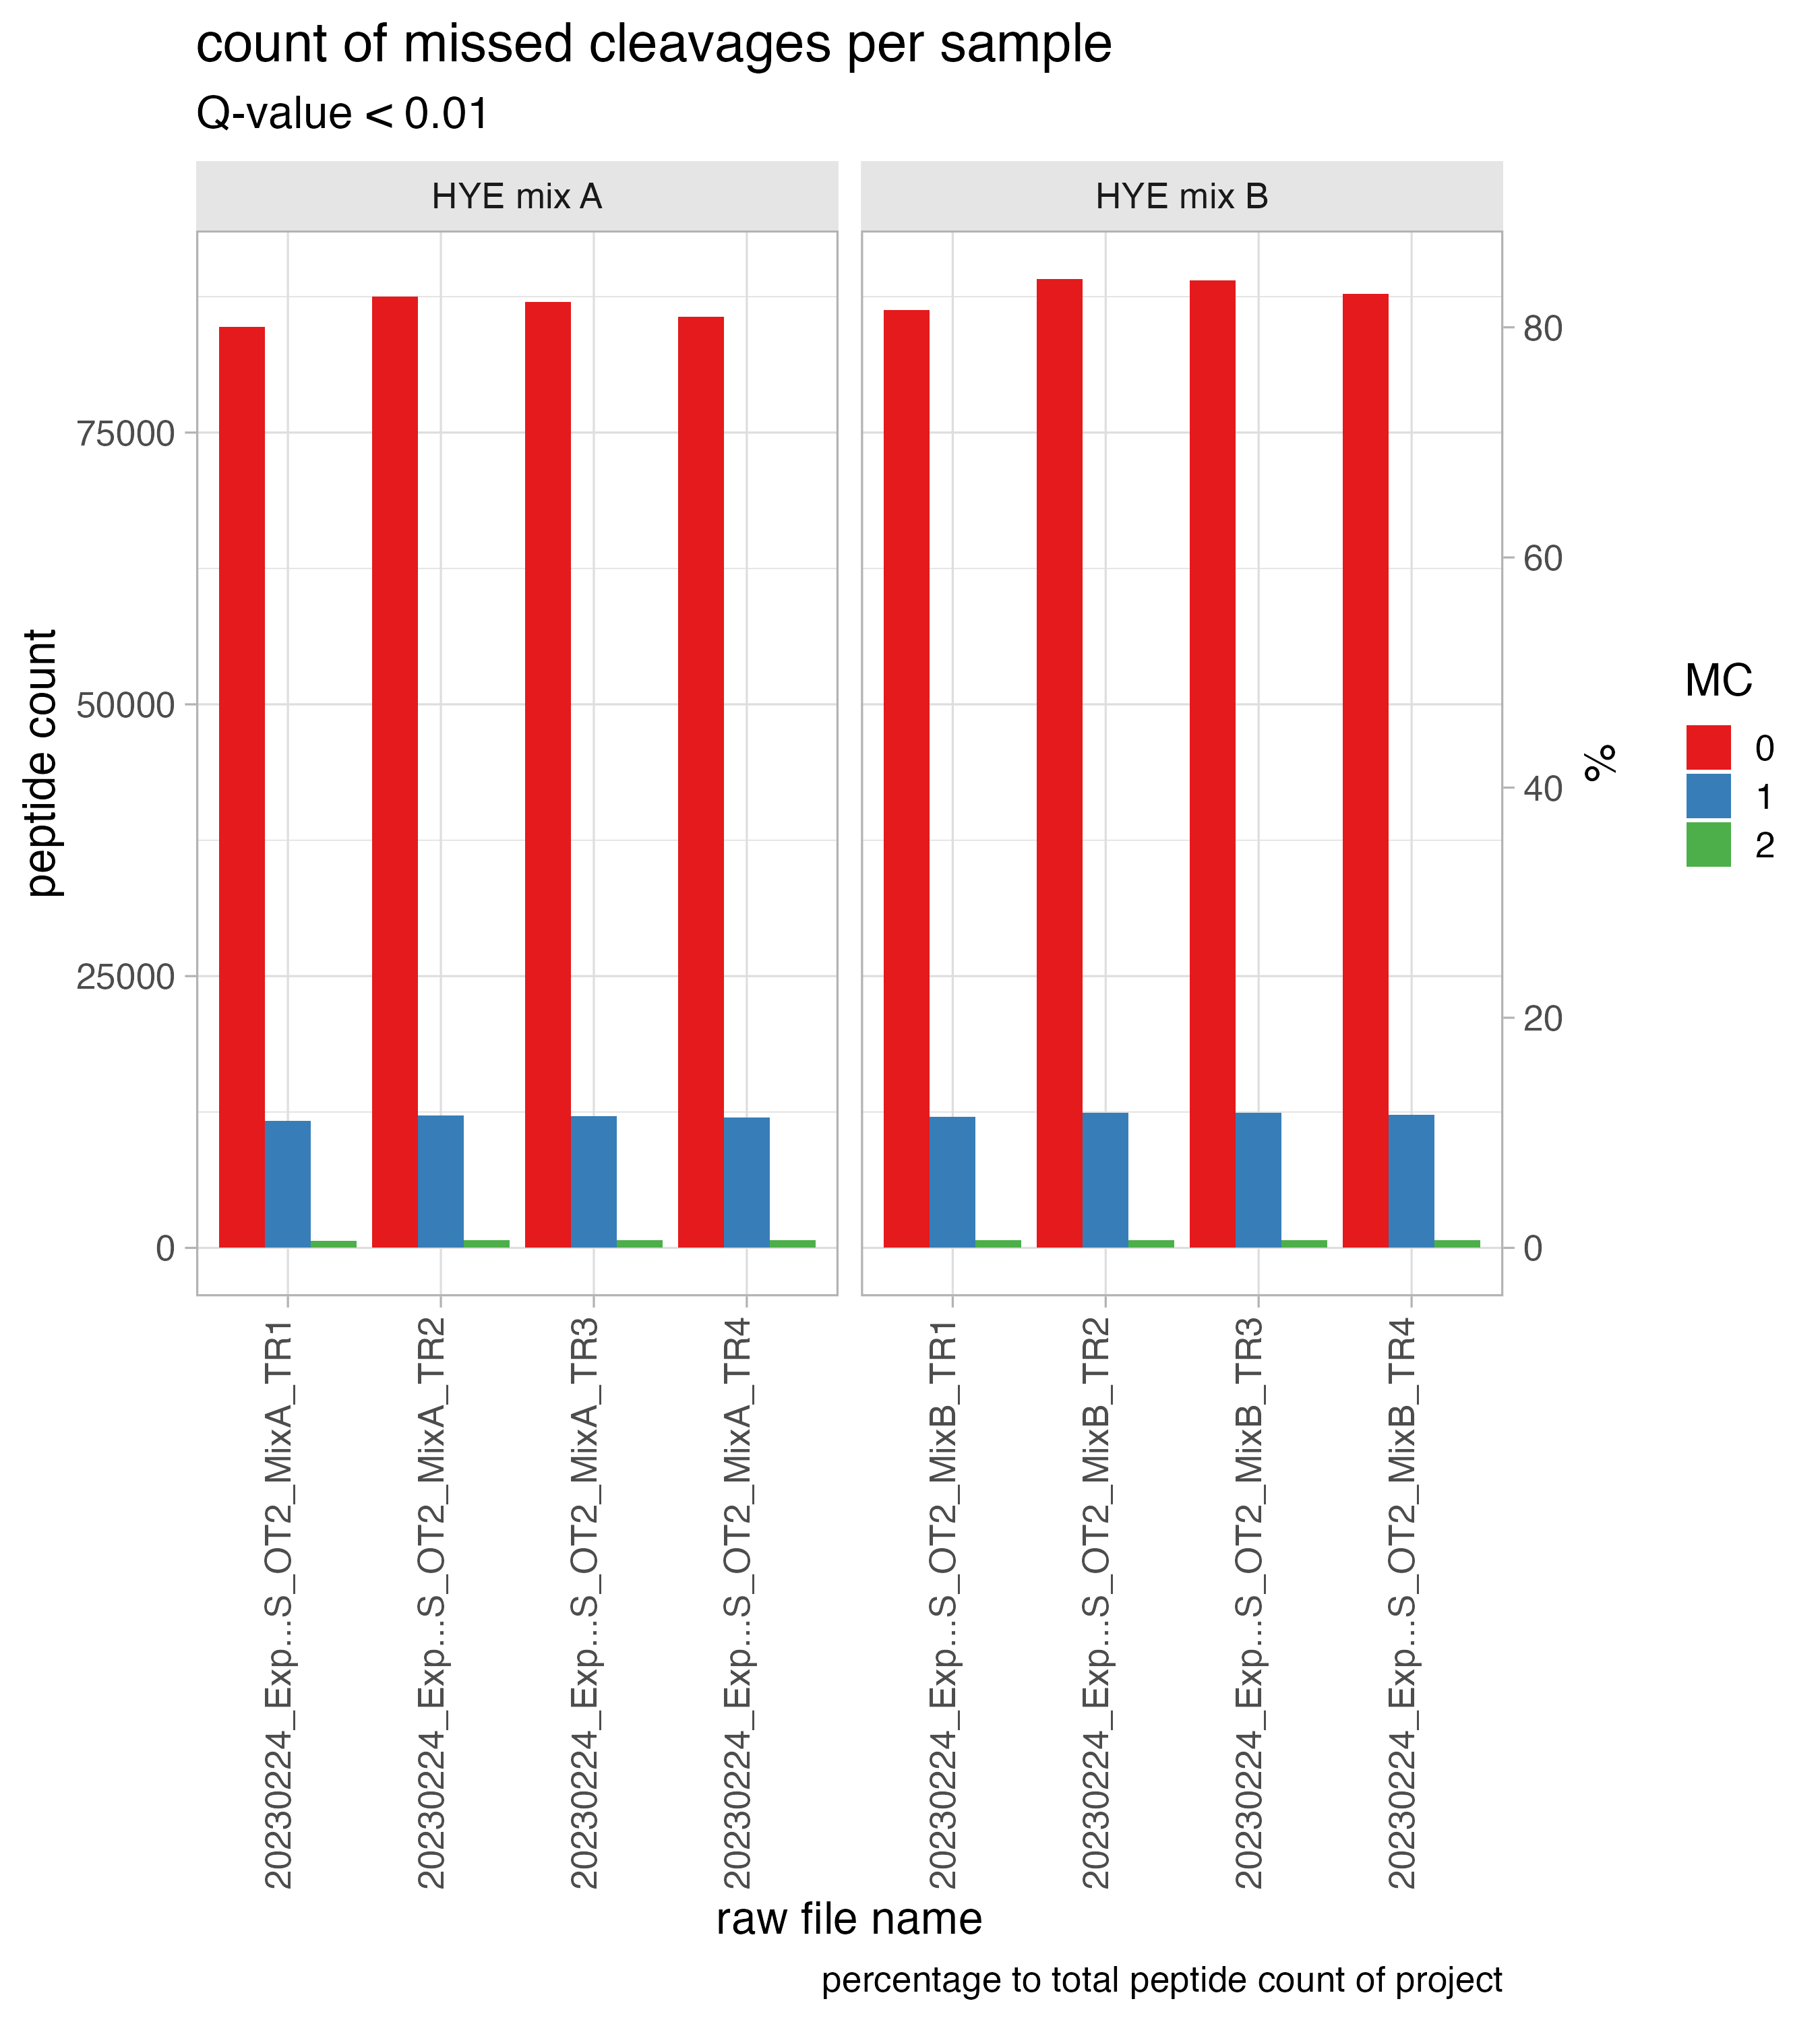 count of missed cleavages per sample
Q-value < 0.01
HYE mix A
HYE mix B
peptide count
75000
50000
25000
0
80
60
40
20
0
%
MC
0
1
2
20230224_Exp...S_OT2_MixA_TR1
20230224_Exp...S_OT2_MixA_TR2
20230224_Exp...S_OT2_MixA_TR3
20230224_Exp...S_OT2_MixA_TR4
20230224_Exp...S_OT2_MixB_TR1
20230224_Exp...S_OT2_MixB_TR2
20230224_Exp...S_OT2_MixB_TR3
20230224_Exp...S_OT2_MixB_TR4
raw file name
percentage to total peptide count of project